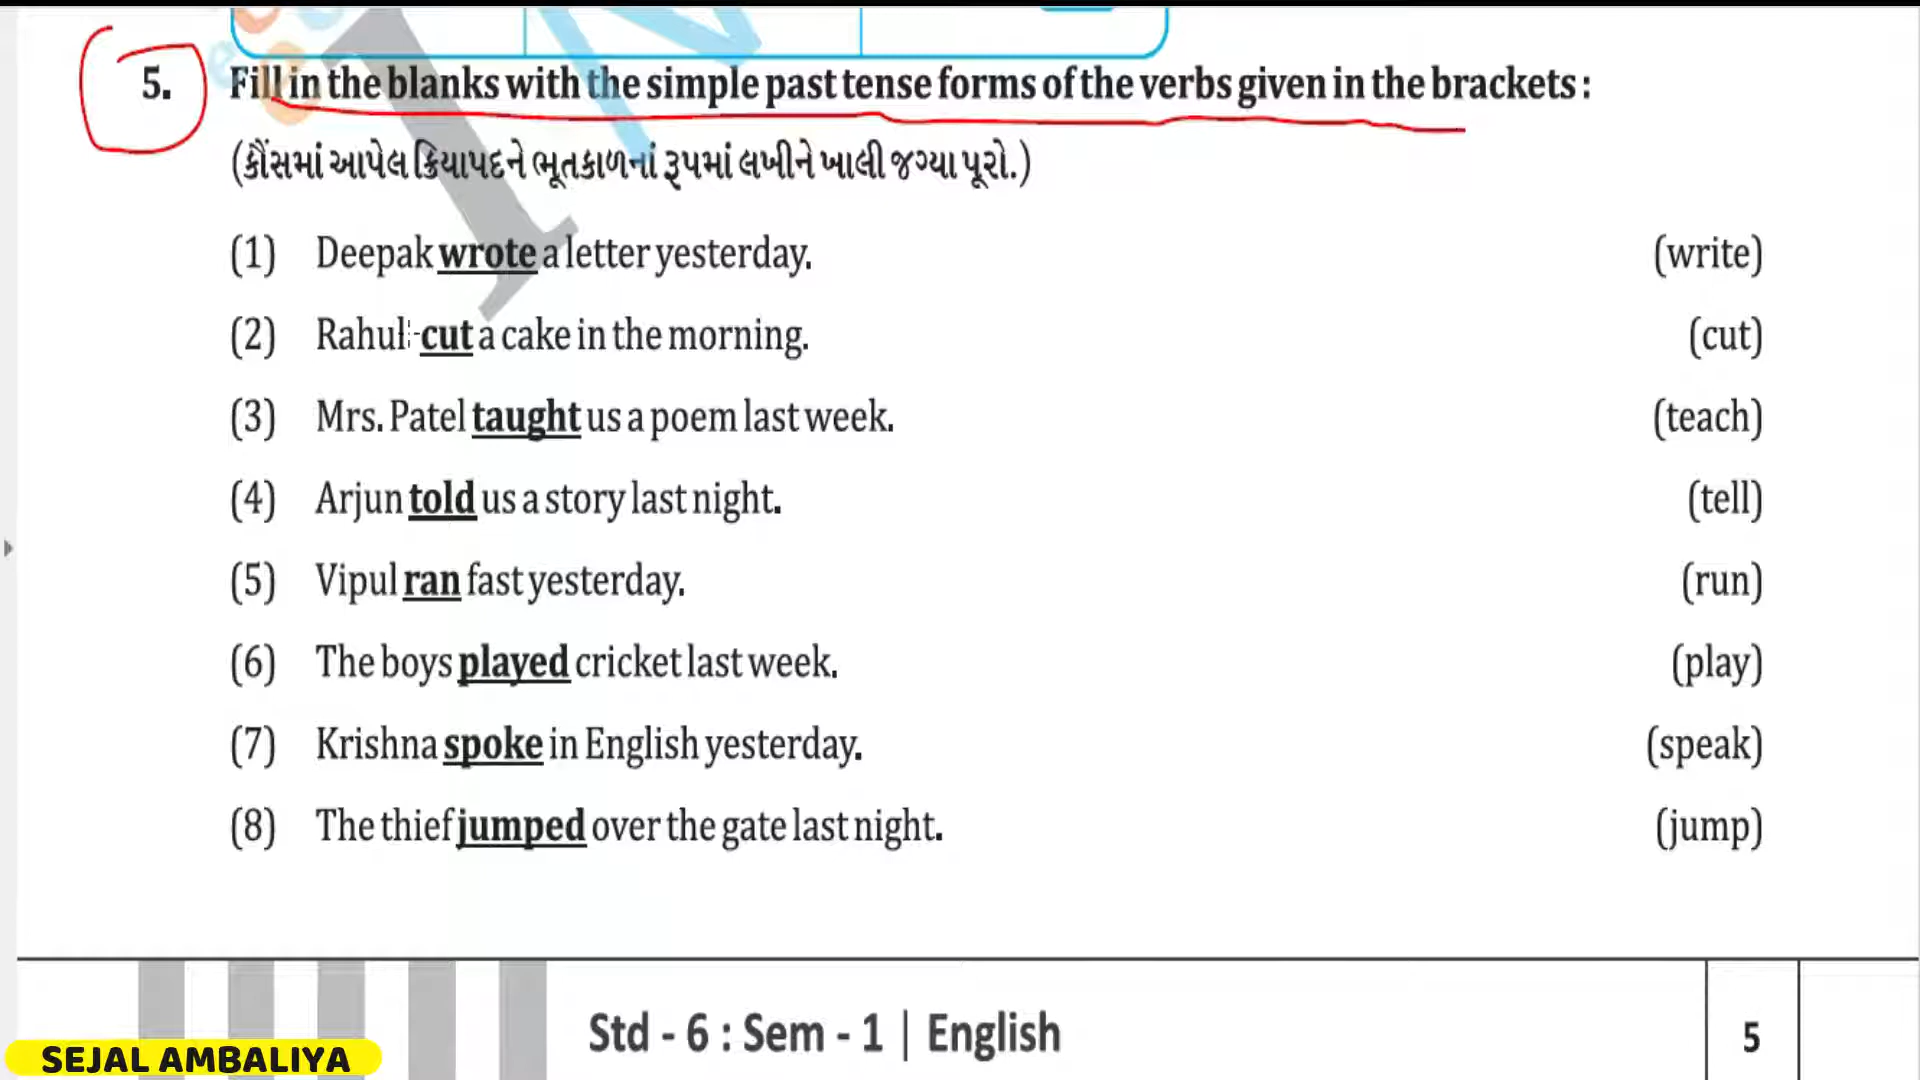 5. Fill in the blanks with the simple past tense forms of the verbs given in the brackets :
(કૌંસમાં આપેલ ક્રિયાપદને ભૂતકાળનાં રૂપમાં લખીને ખાલી જગ્યા પૂરો.)
(1) Deepak wrote a letter yesterday. (write)
(2) Rahul cut a cake in the morning. (cut)
(3) Mrs. Patel taught us a poem last week. (teach)
(4) Arjun told us a story last night. (tell)
(5) Vipul ran fast yesterday. (run)
(6) The boys played cricket last week. (play)
(7) Krishna spoke in English yesterday. (speak)
(8) The thief jumped over the gate last night. (jump)
Std - 6 : Sem - 1 | English 5
SEJAL AMBALIYA